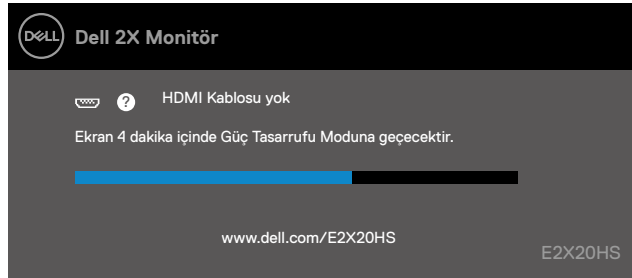 DELL
Dell 2X Monitör
? HDMI Kablosu yok
Ekran 4 dakika içinde Güç Tasarrufu Moduna geçecektir.
www.dell.com/E2X20HS
E2X20HS